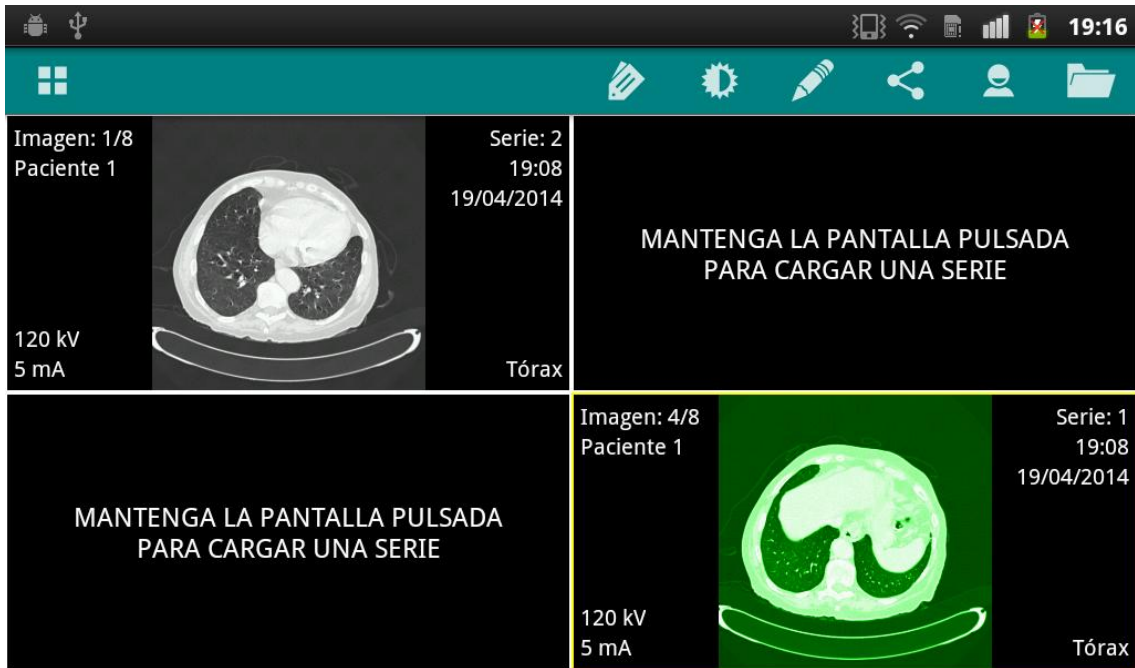 19:16
Imagen: 1/8
Paciente 1
Serie: 2
19:08
19/04/2014
120 kV
5 mA
Tórax
MANTENGA LA PANTALLA PULSADA
PARA CARGAR UNA SERIE
MANTENGA LA PANTALLA PULSADA
PARA CARGAR UNA SERIE
Imagen: 4/8
Paciente 1
Serie: 1
19:08
19/04/2014
120 kV
5 mA
Tórax